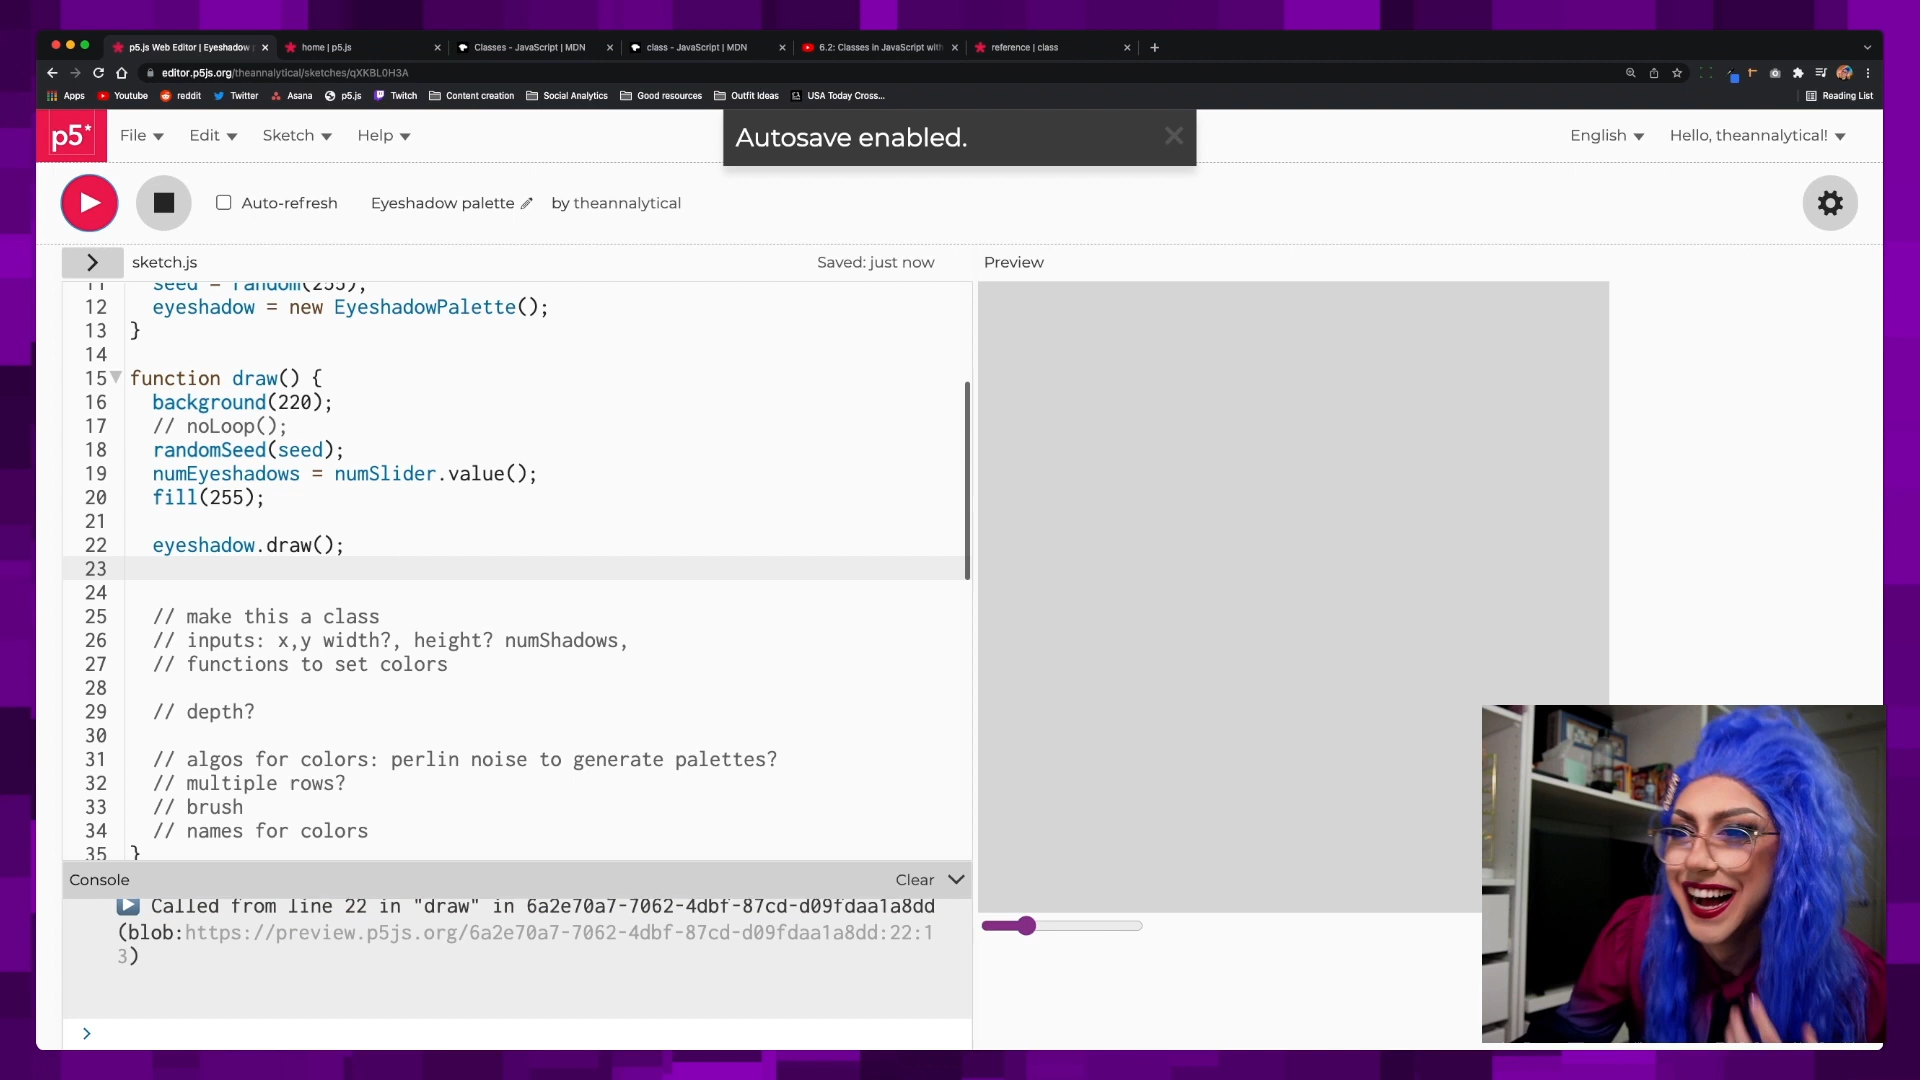 p5.js Web Editor | Eyeshadow
home | p5.js
Classes - JavaScript | MDN
class - JavaScript | MDN
6.2: Classes in JavaScript with
reference | class
editor.p5js.org/theannalytical/sketches/qXKBL0H3A
Apps
Youtube
reddit
Twitter
Asana
p5.js
Twitch
Content creation
Social Analytics
Good resources
Outfit Ideas
USA Today Cross...
Reading List
p5*
File
Edit
Sketch
Help
Autosave enabled.
English
Hello, theannalytical!
Auto-refresh
Eyeshadow palette
by theannalytical
sketch.js
Saved: just now
Preview
11 seed = random(255);
12 eyeshadow = new EyeshadowPalette();
13 }
14
15 function draw() {
16 background(220);
17 // noLoop();
18 randomSeed(seed);
19 numEyeshadows = numSlider.value();
20 fill(255);
21
22 eyeshadow.draw();
23
24
25 // make this a class
26 // inputs: x,y width?, height? numShadows,
27 // functions to set colors
28
29 // depth?
30
31 // algos for colors: perlin noise to generate palettes?
32 // multiple rows?
33 // brush
34 // names for colors
35 }
Console
Clear
Called from line 22 in "draw" in 6a2e70a7-7062-4dbf-87cd-d09fdaa1a8dd
(blob:https://preview.p5js.org/6a2e70a7-7062-4dbf-87cd-d09fdaa1a8dd:22:1
3)
>